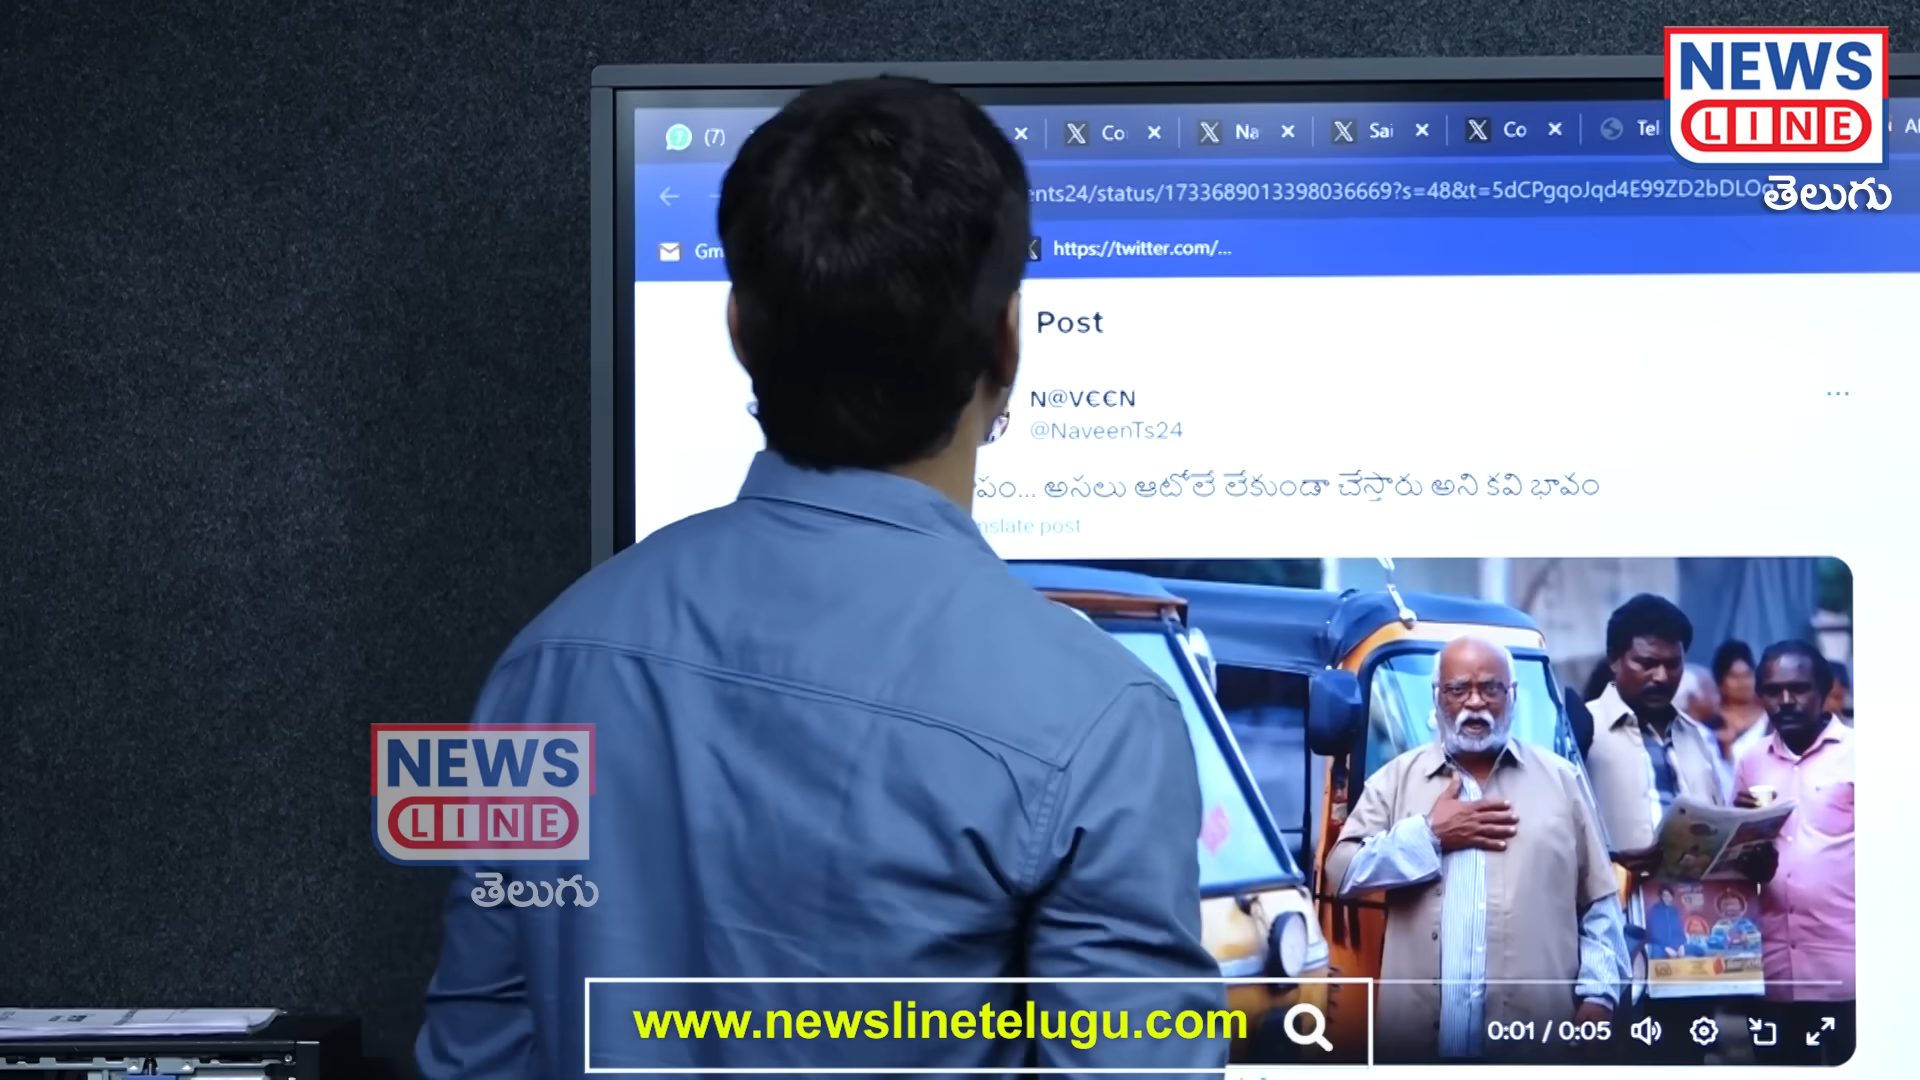 NEWS
LINE
తెలుగు
(7)
Co
Na
Sai
Co
Tel
nts24/status/1733689013398036669?s=48&t=5dCPgqoJqd4E99ZD2bDLO
Gm
https://twitter.com/...
Post
N@V€€N
@NaveenTs24
పం... అసలు ఆటోలే లేకుండా చేస్తారు అని కవి భావం
nslate post
NEWS
LINE
తెలుగు
www.newslinetelugu.com
0:01 / 0:05